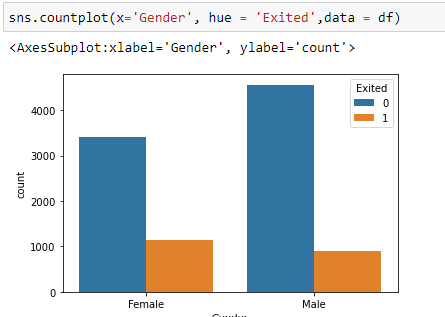 sns.countplot(x='Gender', hue = 'Exited',data = df)
<AxesSubplot:xlabel='Gender', ylabel='count'>
Exited
0
1
4000
3000
2000
1000
0
count
Female Male